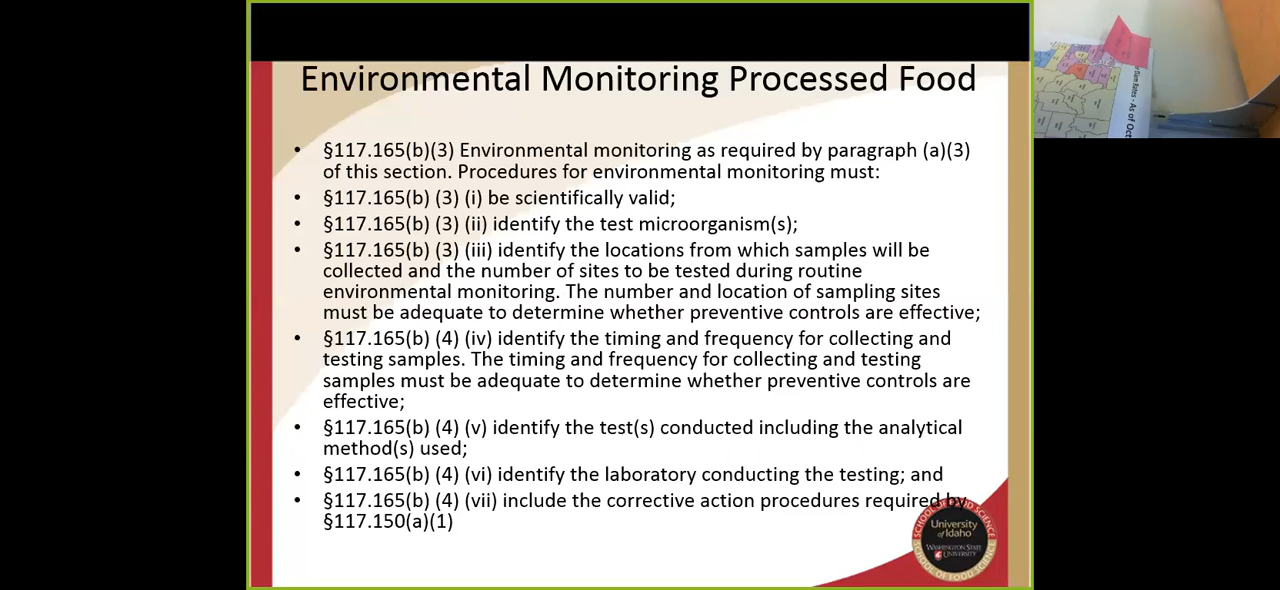 Environmental Monitoring Processed Food
• §117.165(b)(3) Environmental monitoring as required by paragraph (a)(3)
of this section. Procedures for environmental monitoring must:
• §117.165(b) (3) (i) be scientifically valid;
• §117.165(b) (3) (ii) identify the test microorganism(s);
• §117.165(b) (3) (iii) identify the locations from which samples will be
collected and the number of sites to be tested during routine
environmental monitoring. The number and location of sampling sites
must be adequate to determine whether preventive controls are effective;
• §117.165(b) (4) (iv) identify the timing and frequency for collecting and
testing samples. The timing and frequency for collecting and testing
samples must be adequate to determine whether preventive controls are
effective;
• §117.165(b) (4) (v) identify the test(s) conducted including the analytical
method(s) used;
• §117.165(b) (4) (vi) identify the laboratory conducting the testing; and
• §117.165(b) (4) (vii) include the corrective action procedures required by
§117.150(a)(1)
SCHOOL OF FOOD SCIENCE
University
of Idaho
WASHINGTON STATE
UNIVERSITY
SCHOOL OF FOOD SCIENCE
Rates - As of Oct